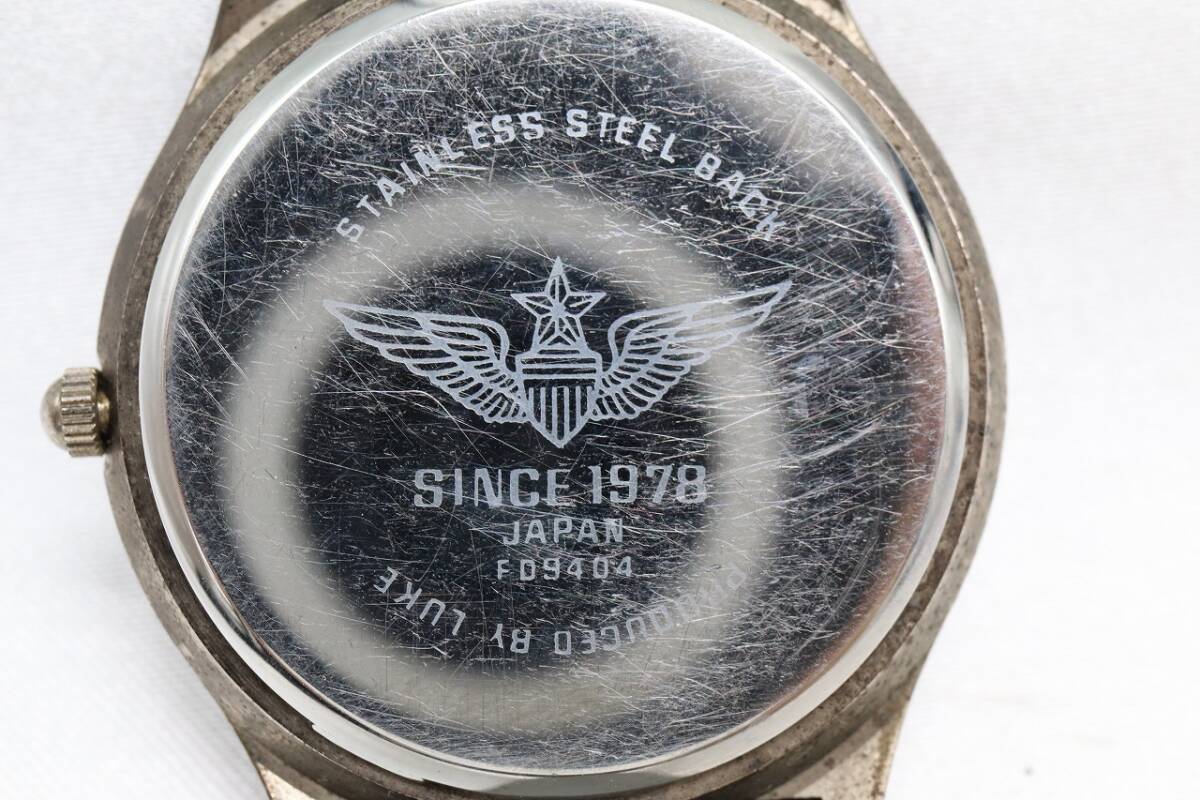 STAINLESS STEEL BACK
SINCE 1978
JAPAN
FD9404
PRODUCED BY LUKE